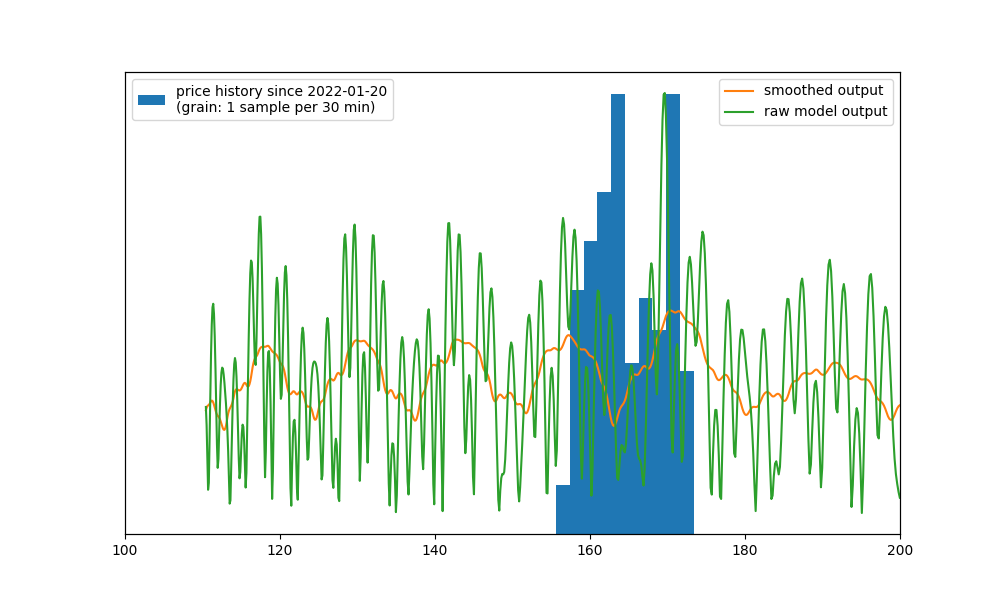 price history since 2022-01-20
(grain: 1 sample per 30 min)
smoothed output
raw model output
100
120
140
160
180
200